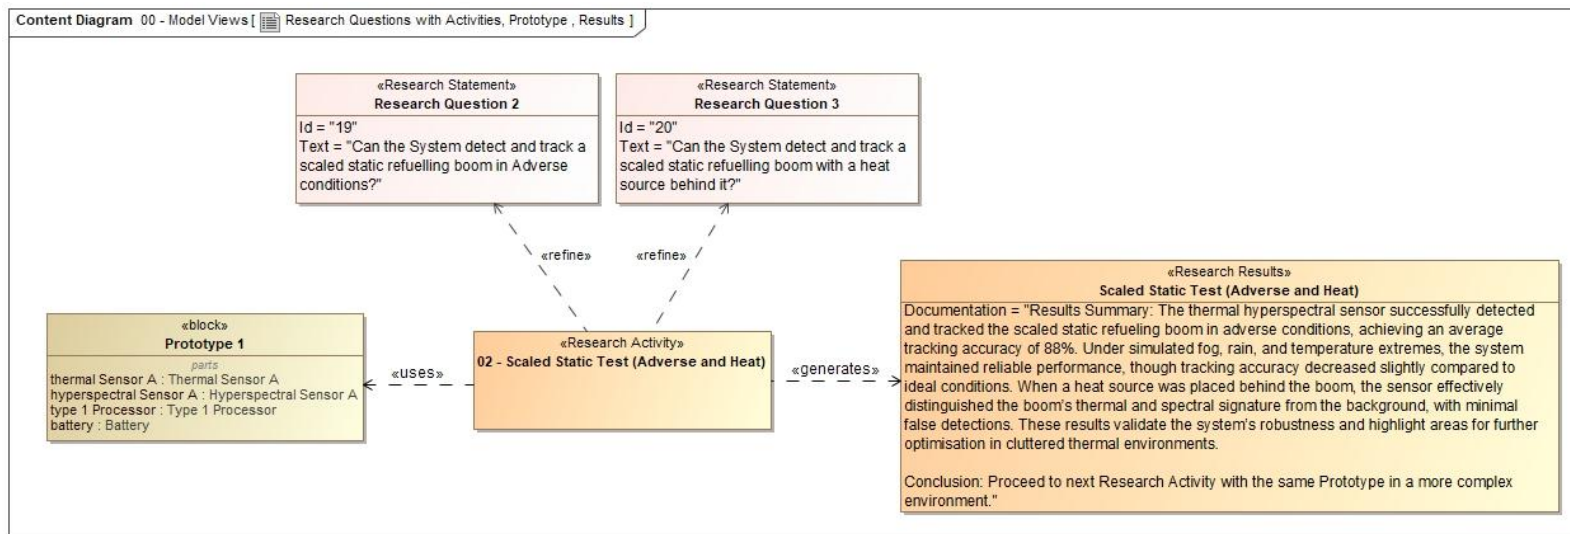 Content Diagram 00 - Model Views [ Research Questions with Activities, Prototype , Results ]
«Research Statement»
Research Question 2
Id = "19"
Text = "Can the System detect and track a
scaled static refuelling boom in Adverse
conditions?"
«Research Statement»
Research Question 3
Id = "20"
Text = "Can the System detect and track a
scaled static refuelling boom with a heat
source behind it?"
«refine»
«refine»
«block»
Prototype 1
parts
thermal Sensor A : Thermal Sensor A
hyperspectral Sensor A : Hyperspectral Sensor A
type 1 Processor : Type 1 Processor
battery : Battery
«uses»
«Research Activity»
02 - Scaled Static Test (Adverse and Heat)
«generates»
«Research Results»
Scaled Static Test (Adverse and Heat)
Documentation = "Results Summary: The thermal hyperspectral sensor successfully detected
and tracked the scaled static refueling boom in adverse conditions, achieving an average
tracking accuracy of 88%. Under simulated fog, rain, and temperature extremes, the system
maintained reliable performance, though tracking accuracy decreased slightly compared to
ideal conditions. When a heat source was placed behind the boom, the sensor effectively
distinguished the boom's thermal and spectral signature from the background, with minimal
false detections. These results validate the system's robustness and highlight areas for further
optimisation in cluttered thermal environments.
Conclusion: Proceed to next Research Activity with the same Prototype in a more complex
environment."